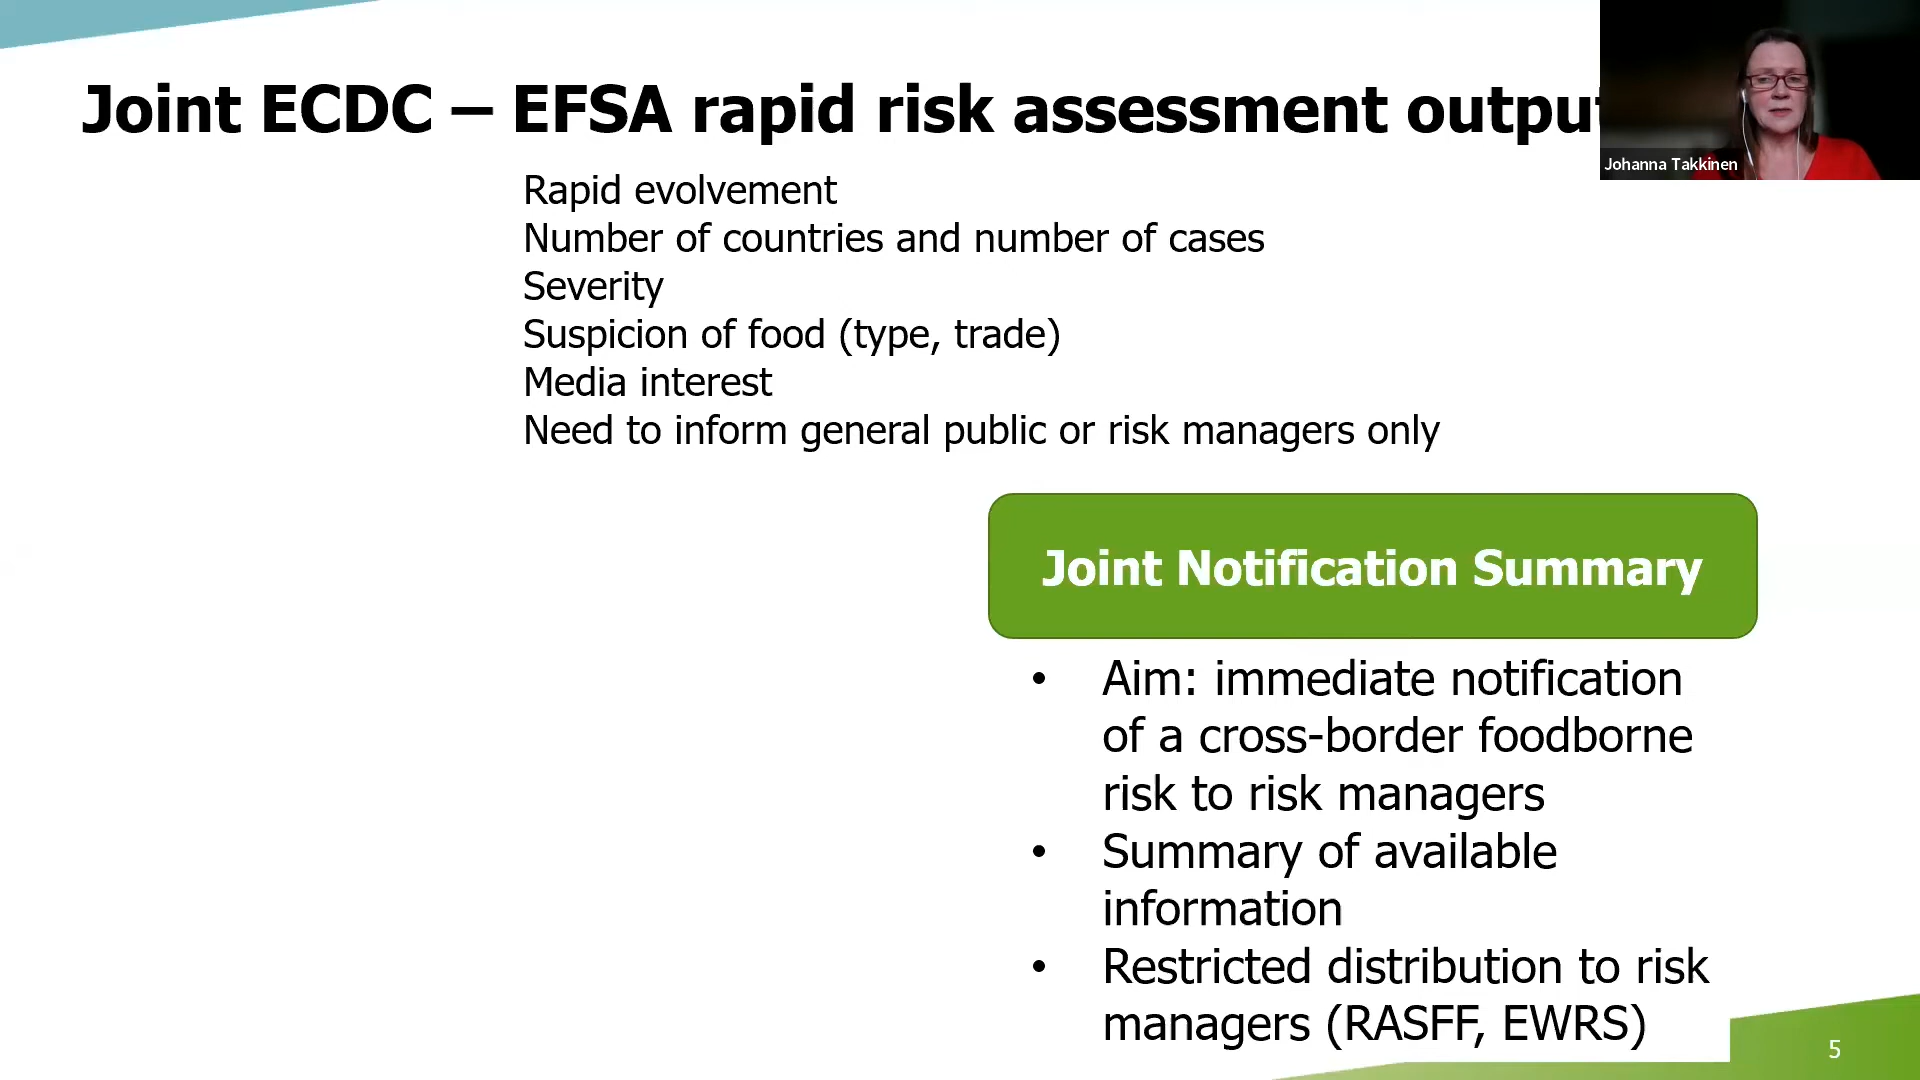 Joint ECDC – EFSA rapid risk assessment output
Johanna Takkinen
Rapid evolvement
Number of countries and number of cases
Severity
Suspicion of food (type, trade)
Media interest
Need to inform general public or risk managers only
Joint Notification Summary
• Aim: immediate notification
of a cross-border foodborne
risk to risk managers
• Summary of available
information
• Restricted distribution to risk
managers (RASFF, EWRS)
5